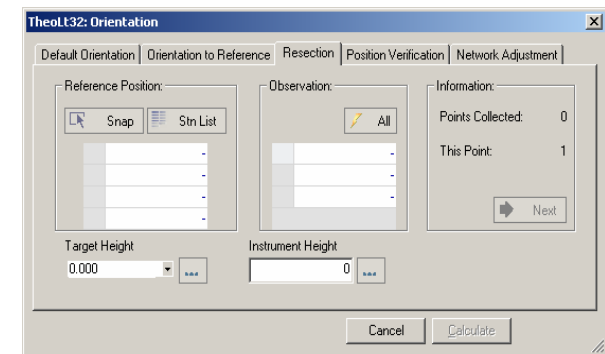 TheoLt32: Orientation
Default Orientation Orientation to Reference Resection Position Verification Network Adjustment
Reference Position: Observation: Information:
Snap Stn List All Points Collected: 0
- -
- - This Point: 1
- -
- Next
Target Height Instrument Height
0.000 ... 0 ...
Cancel Calculate